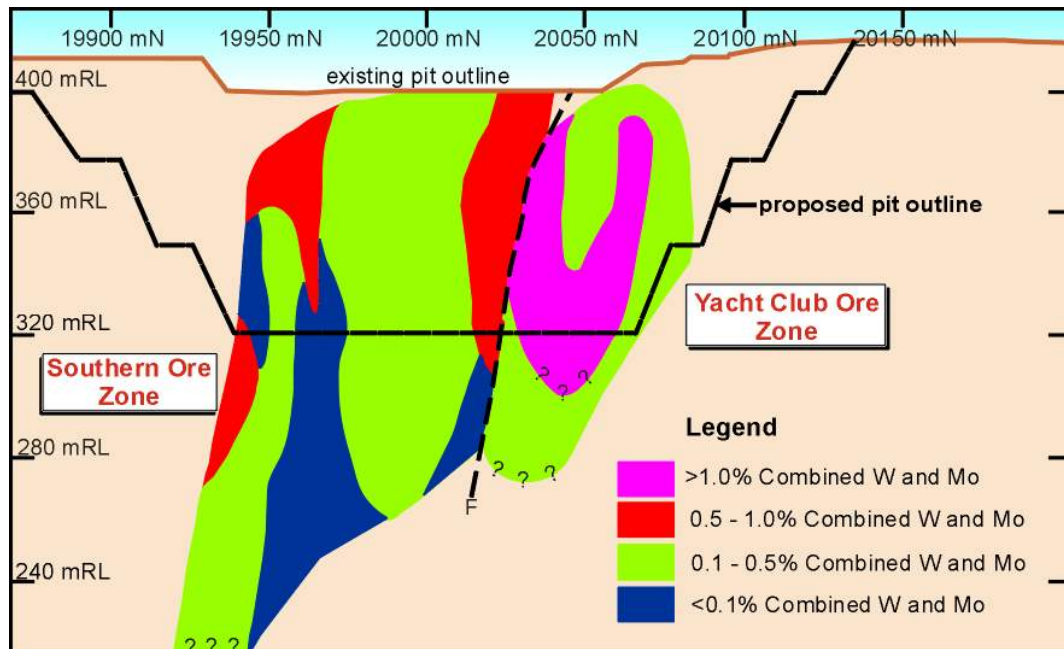 19900 mN 19950 mN 20000 mN 20050 mN 20100 mN 20150 mN
existing pit outline
400 mRL
360 mRL
proposed pit outline
320 mRL
Yacht Club Ore
Zone
Southern Ore
Zone
? ? ?
Legend
280 mRL
? ? ?
>1.0% Combined W and Mo
F
0.5 - 1.0% Combined W and Mo
0.1 - 0.5% Combined W and Mo
240 mRL
<0.1% Combined W and Mo
? ? ?